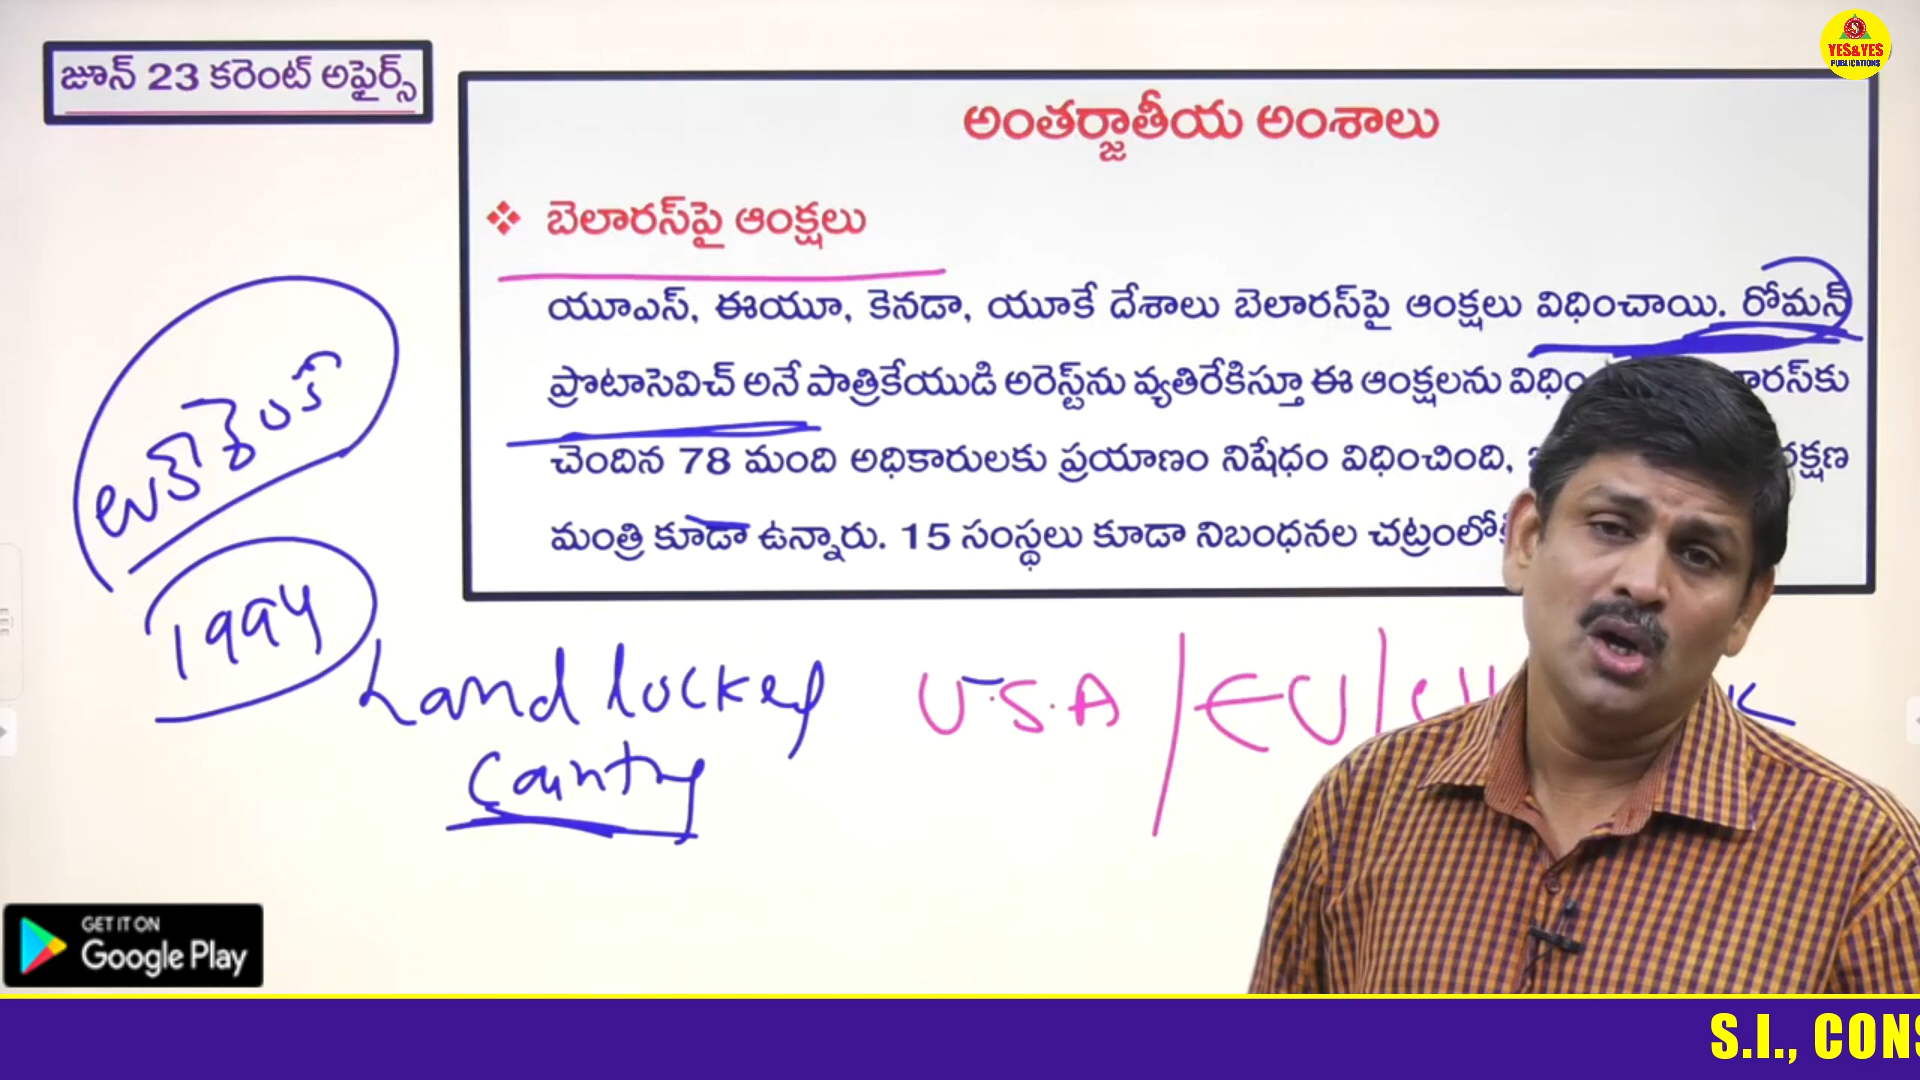 జూన్ 23 కరెంట్ అఫైర్స్
YES&YES
PUBLICATIONS
అంతర్జాతీయ అంశాలు
❖ బెలారస్‌పై ఆంక్షలు
యూఎస్, ఈయూ, కెనడా, యూకే దేశాలు బెలారస్‌పై ఆంక్షలు విధించాయి. రోమన్
ప్రొటాసెవిచ్ అనే పాత్రికేయుడి అరెస్ట్‌ను వ్యతిరేకిస్తూ ఈ ఆంక్షలను
చెందిన 78 మంది అధికారులకు ప్రయాణం నిషేధం విధించింది,
మంత్రి కూడా ఉన్నారు. 15 సంస్థలు కూడా నిబంధనల
1994
Land locked
Country
U.S.A / EU /
GET IT ON
Google Play
S.I., CONS